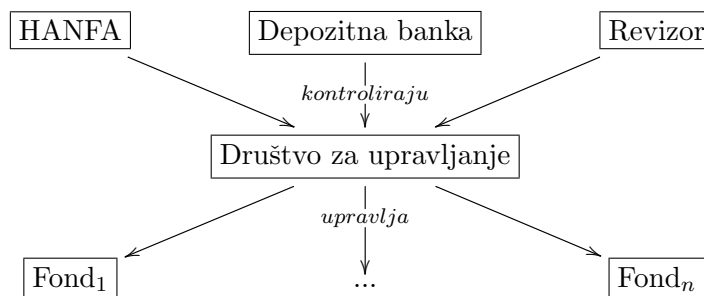 HANFA Depozitna banka Revizor
kontroliraju
Društvo za upravljanje
upravlja
Fond₁ ... Fondₙ